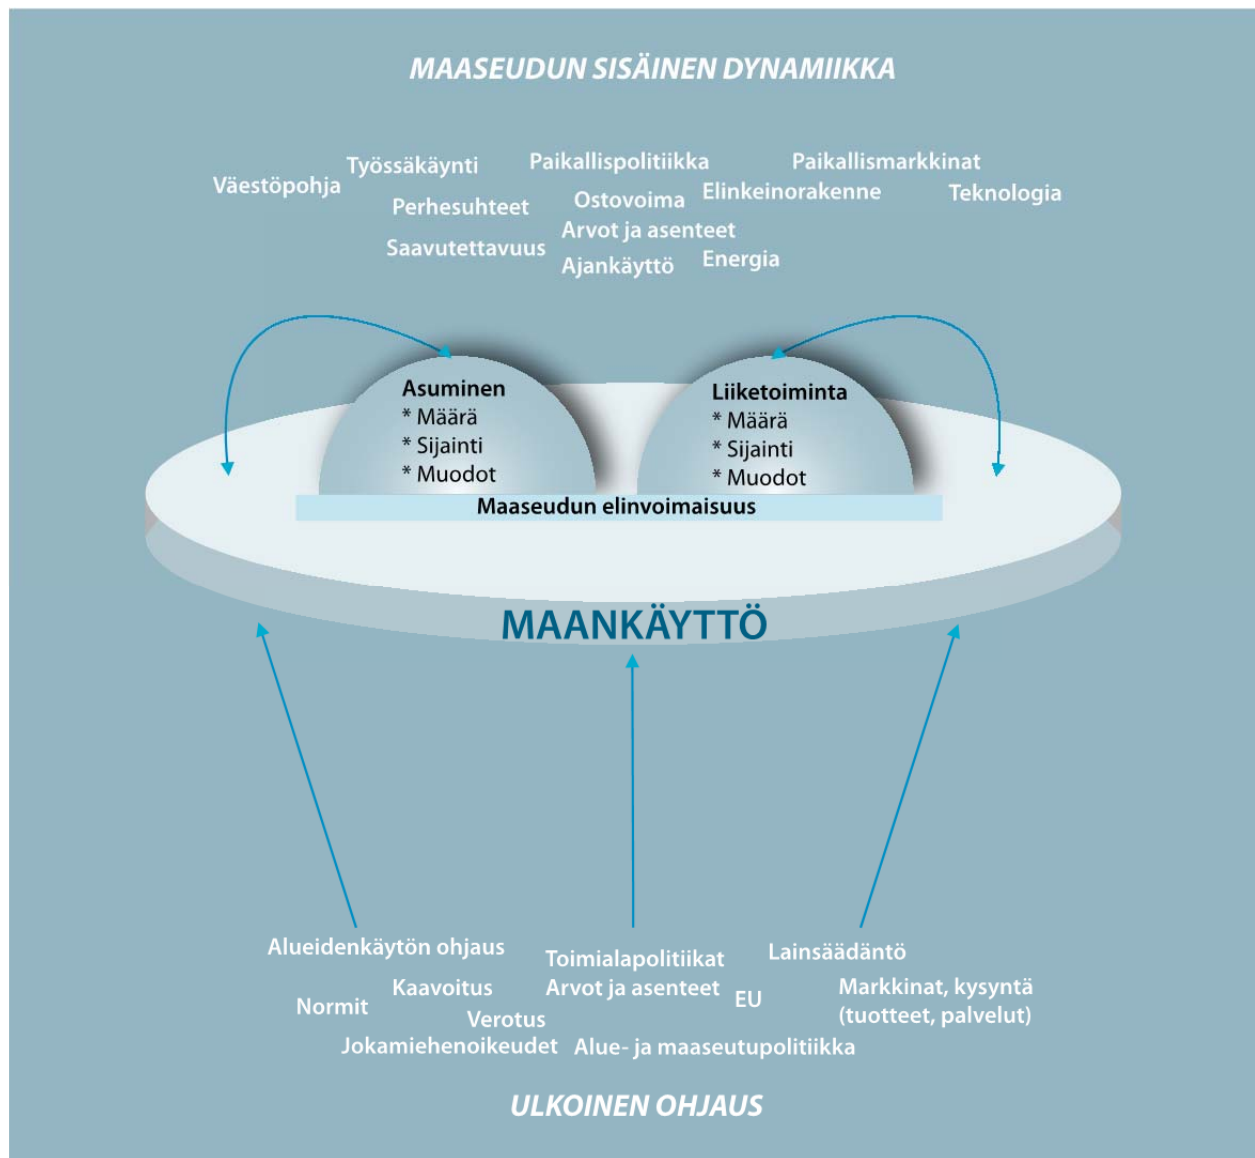 MAASEUDUN SISÄINEN DYNAMIIKKA
Väestöpohja
Työssäkäynti
Paikallispolitiikka
Paikallismarkkinat
Perhesuhteet
Ostovoima
Elinkeinorakenne
Teknologia
Arvot ja asenteet
Saavutettavuus
Ajankäyttö
Energia
Asuminen
* Määrä
* Sijainti
* Muodot
Liiketoiminta
* Määrä
* Sijainti
* Muodot
Maaseudun elinvoimaisuus
MAANKÄYTTÖ
Alueidenkäytön ohjaus
Toimialapolitiikat
Lainsäädäntö
Normit
Kaavoitus
Arvot ja asenteet
EU
Markkinat, kysyntä
(tuotteet, palvelut)
Verotus
Jokamiehenoikeudet
Alue- ja maaseutupolitiikka
ULKOINEN OHJAUS